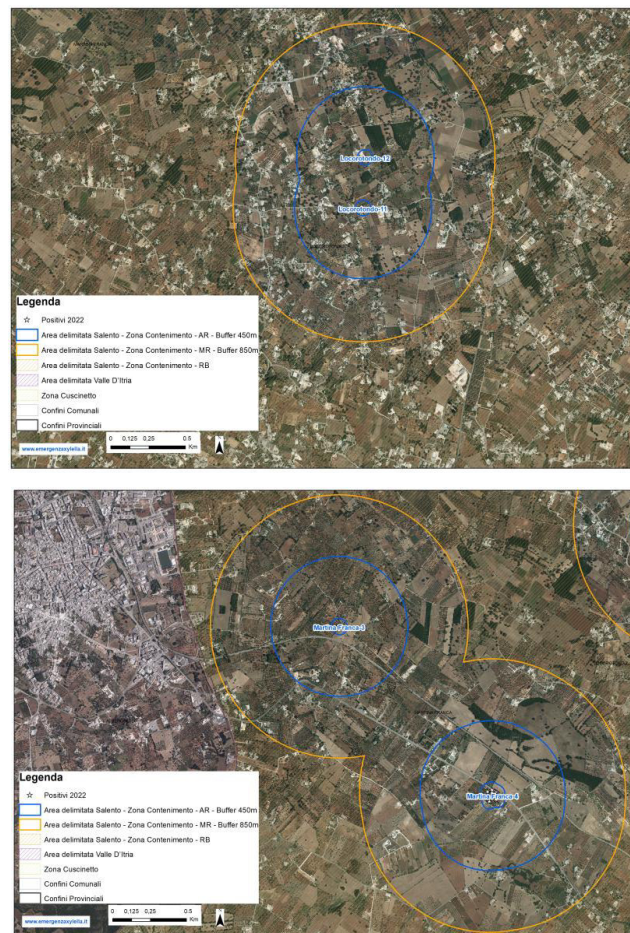 Locorotondo-12
Locorotondo-11
Legenda
Positivi 2022
Area delimitata Salento - Zona Contenimento - AR - Buffer 450m
Area delimitata Salento - Zona Contenimento - MR - Buffer 850m
Area delimitata Salento - Zona Contenimento - RB
Area delimitata Valle D'Itria
Zona Cuscinetto
Confini Comunali
Confini Provinciali
www.emergenzaxylella.it
0 0,125 0,25 0,5
Km
N
Martina Franca-4
Legenda
Positivi 2022
Area delimitata Salento - Zona Contenimento - AR - Buffer 450m
Area delimitata Salento - Zona Contenimento - MR - Buffer 850m
Area delimitata Salento - Zona Contenimento - RB
Area delimitata Valle D'Itria
Zona Cuscinetto
Confini Comunali
Confini Provinciali
www.emergenzaxylella.it
0 0,125 0,25 0,5
Km
N